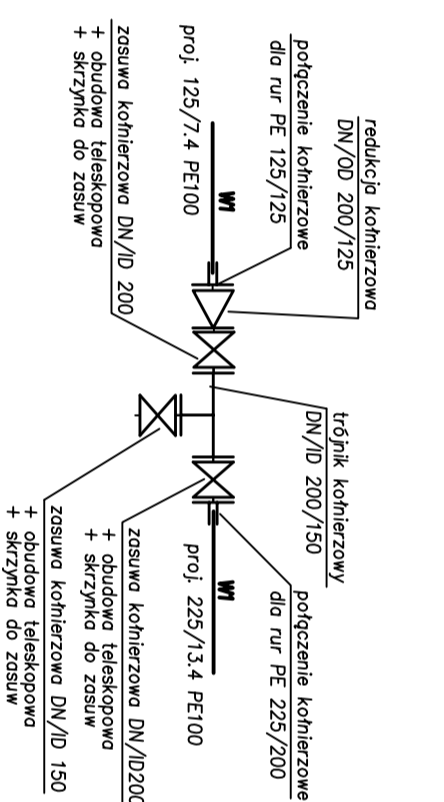 redukcja kołnierzowa
DN/OD 200/125
połączenie kołnierzowe
dla rur PE 125/125
W1
proj. 125/7.4 PE100
zasuwa kołnierzowa DN/ID 200
+ obudowa teleskopowa
+ skrzynka do zasuw
trójnik kołnierzowy
DN/ID 200/150
połączenie kołnierzowe
dla rur PE 225/200
W1
proj. 225/13.4 PE100
zasuwa kołnierzowa DN/ID200
+ obudowa teleskopowa
+ skrzynka do zasuw
zasuwa kołnierzowa DN/ID 150
+ obudowa teleskopowa
+ skrzynka do zasuw